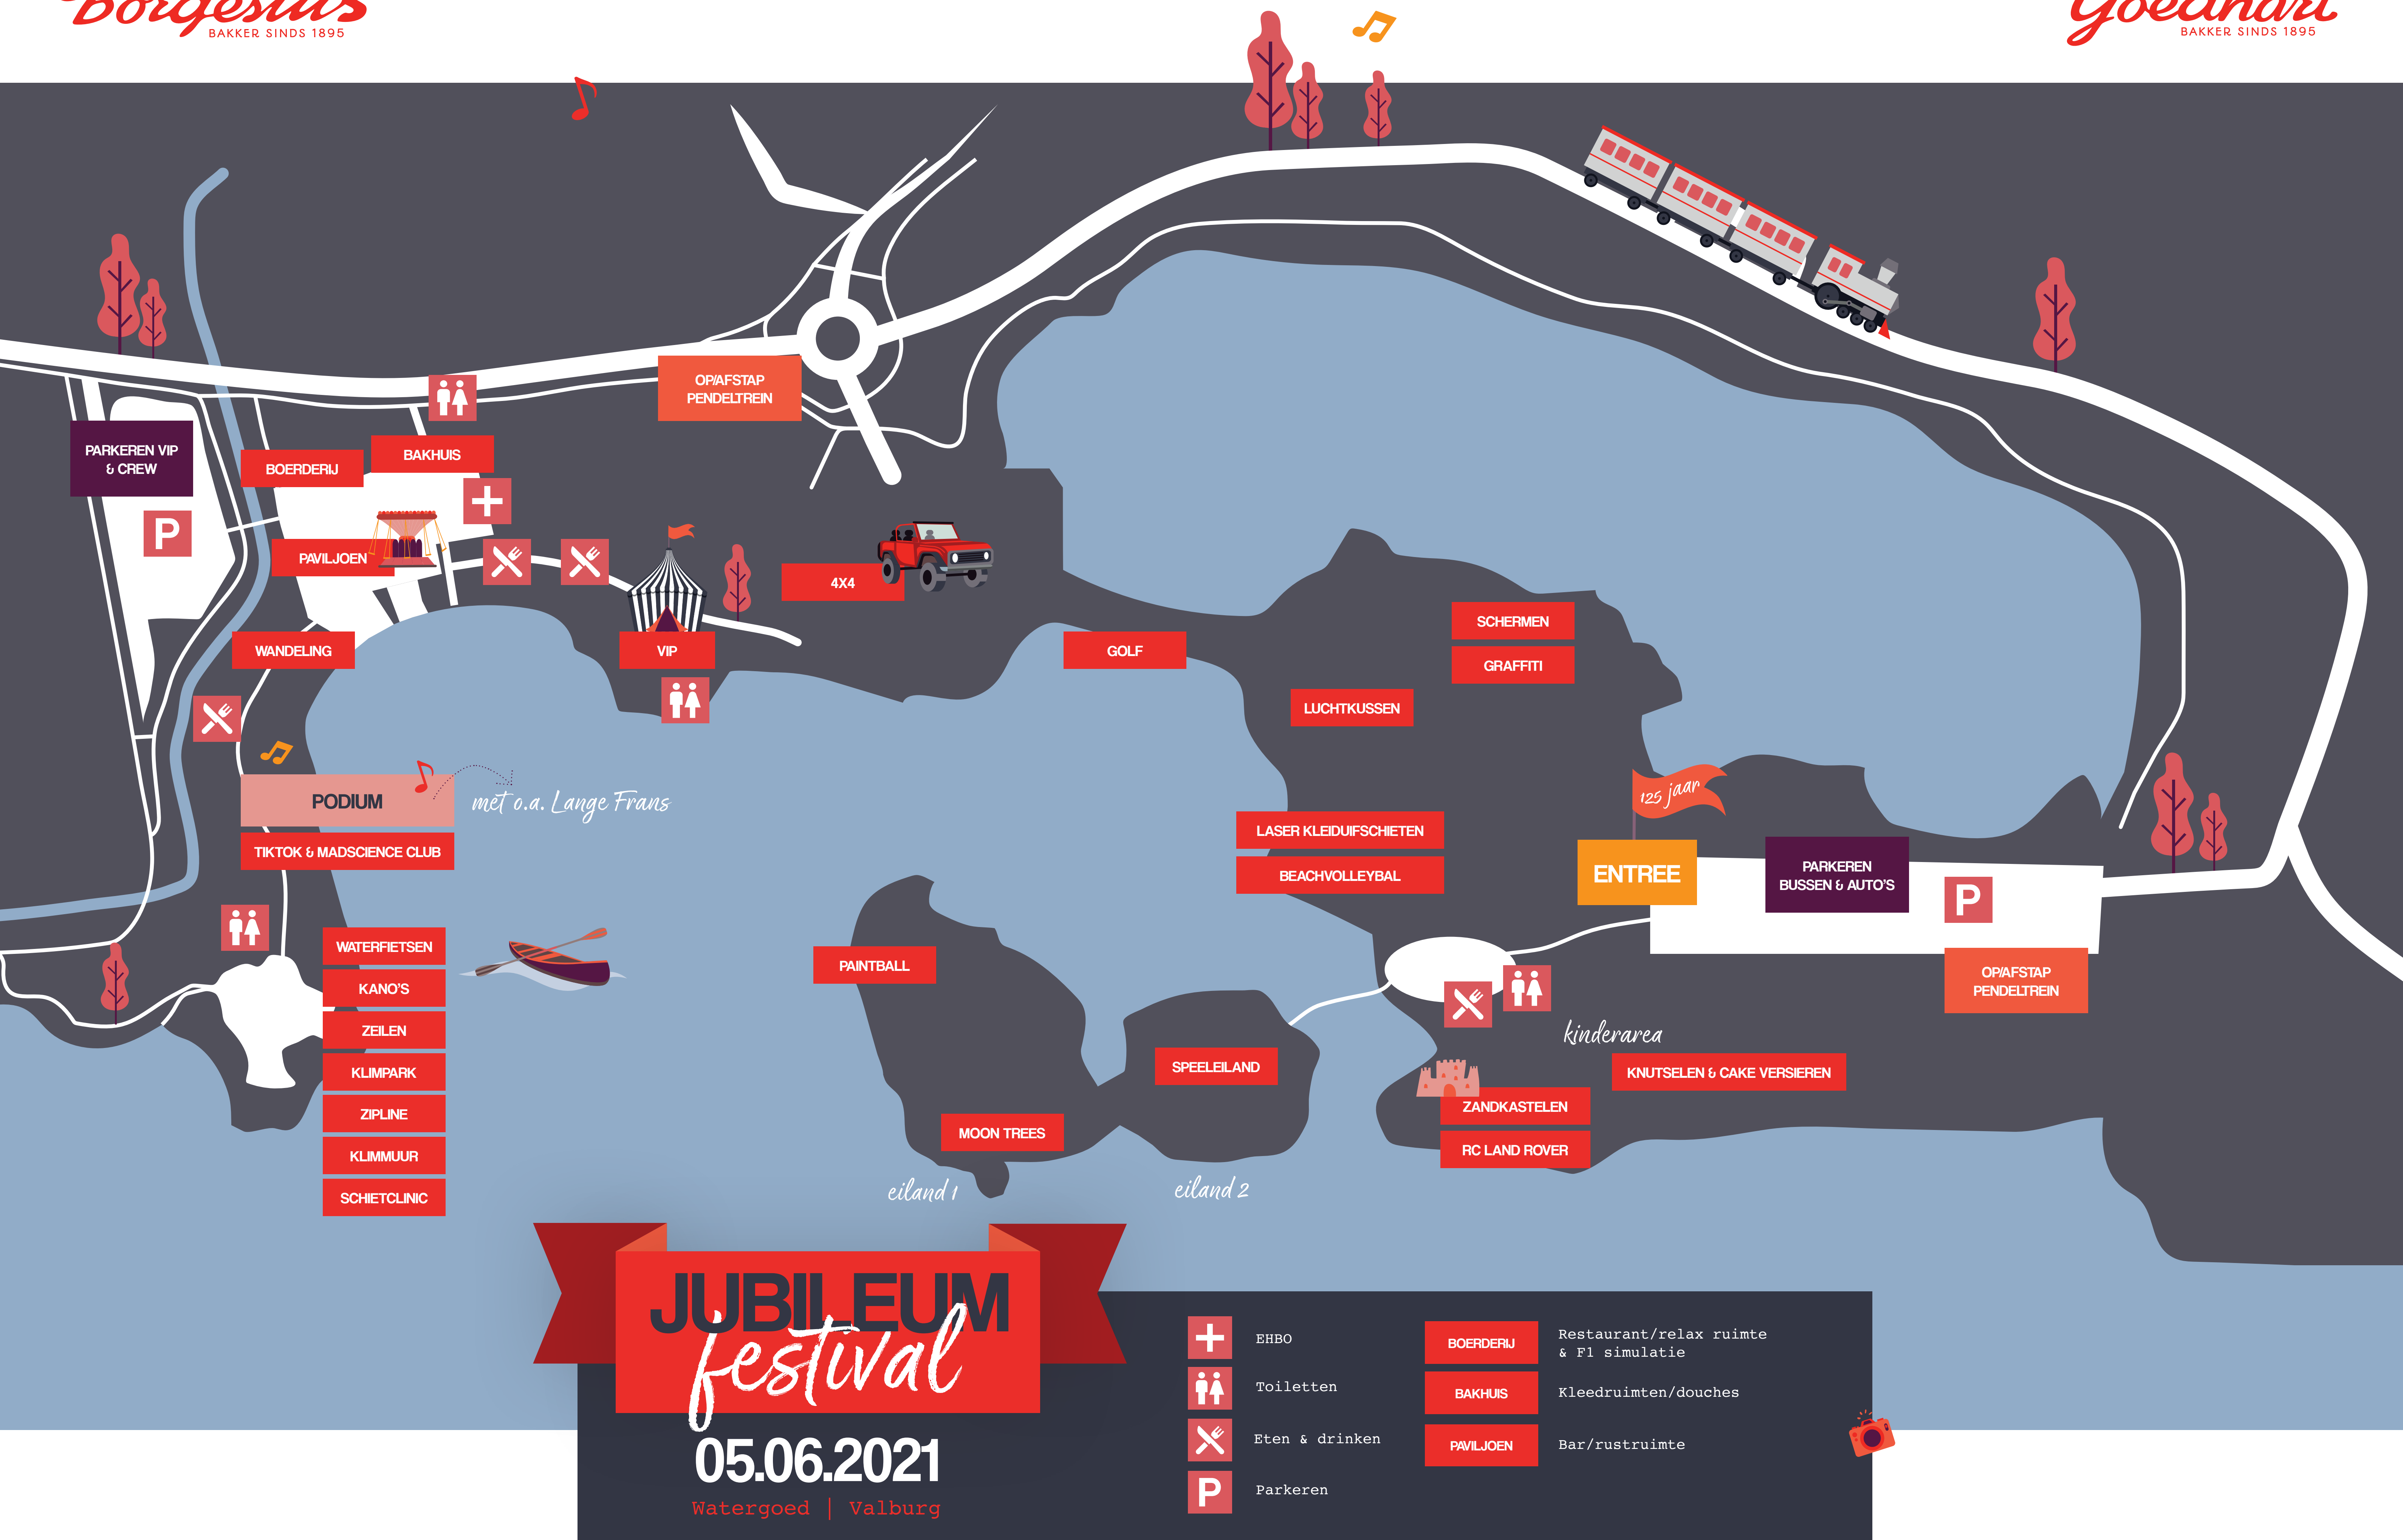 Borgesius
BAKKER SINDS 1895
Goedhart
BAKKER SINDS 1895
OP/AFSTAP
PENDELTREIN
PARKEREN VIP
& CREW
BOERDERIJ
BAKHUIS
P
PAVILJOEN
4X4
WANDELING
VIP
GOLF
SCHERMEN
GRAFFITI
LUCHTKUSSEN
PODIUM
met o.a. Lange Frans
TIKTOK & MADSCIENCE CLUB
125 jaar
LASER KLEIDUIFSCHIETEN
BEACHVOLLEYBAL
ENTREE
PARKEREN
BUSSEN & AUTO'S
P
WATERFIETSEN
KANO'S
ZEILEN
KLIMPARK
ZIPLINE
KLIMMUUR
SCHIETCLINIC
PAINTBALL
OP/AFSTAP
PENDELTREIN
kinderarea
SPEELEILAND
KNUTSELEN & CAKE VERSIEREN
ZANDKASTELEN
RC LAND ROVER
MOON TREES
eiland 1
eiland 2
JUBILEUM
festival
05.06.2021
Watergoed | Valburg
EHBO
Toiletten
Eten & drinken
P
Parkeren
BOERDERIJ
Restaurant/relax ruimte
& F1 simulatie
BAKHUIS
Kleedruimten/douches
PAVILJOEN
Bar/rustruimte